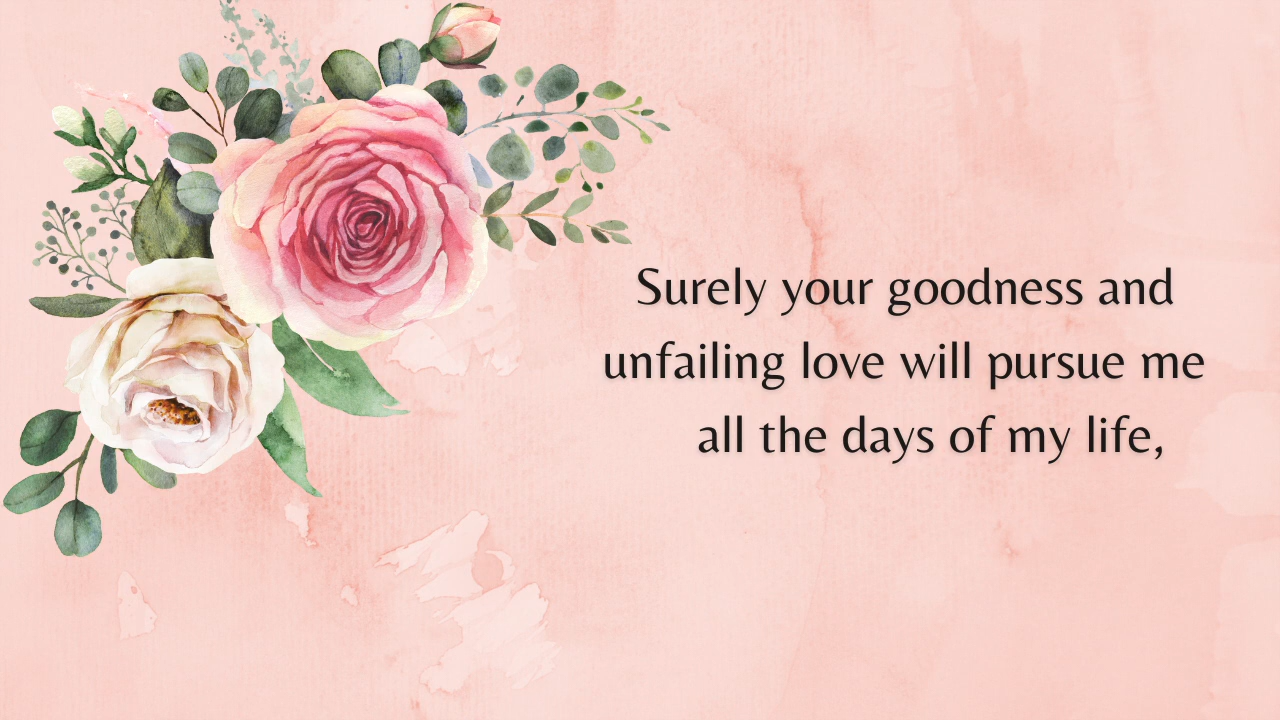 Surely your goodness and
unfailing love will pursue me
all the days of my life,